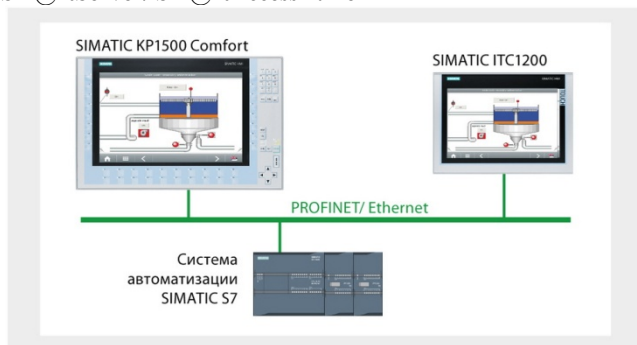 SIMATIC KP1500 Comfort
SIMATIC ITC1200
PROFINET/ Ethernet
Система
автоматизации
SIMATIC S7